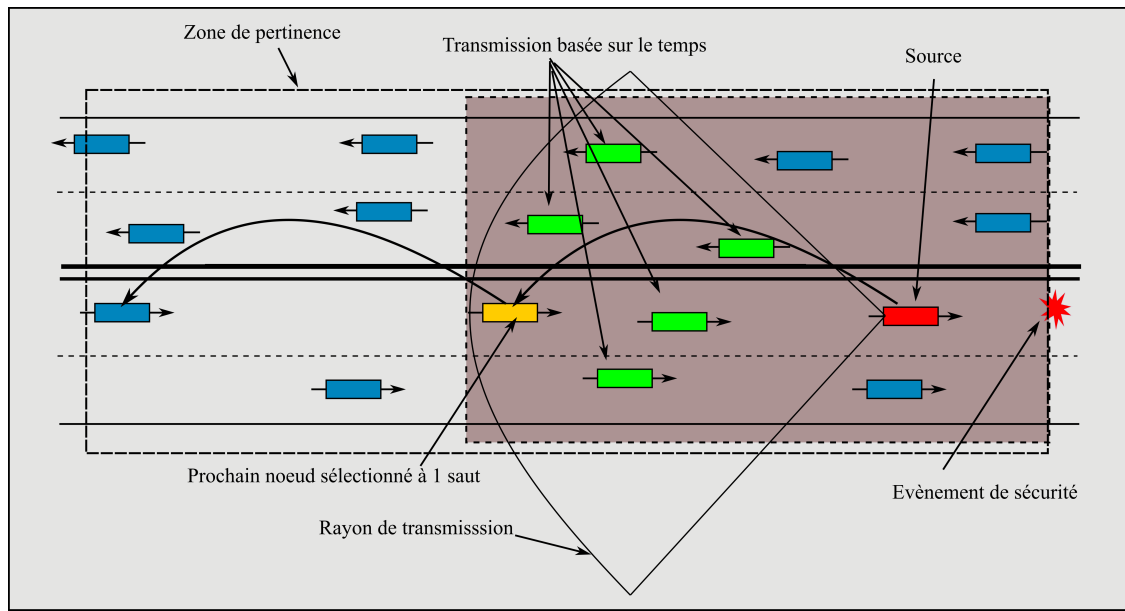 Zone de pertinence
Transmission basée sur le temps
Source
Prochain noeud sélectionné à 1 saut
Evènement de sécurité
Rayon de transmisssion